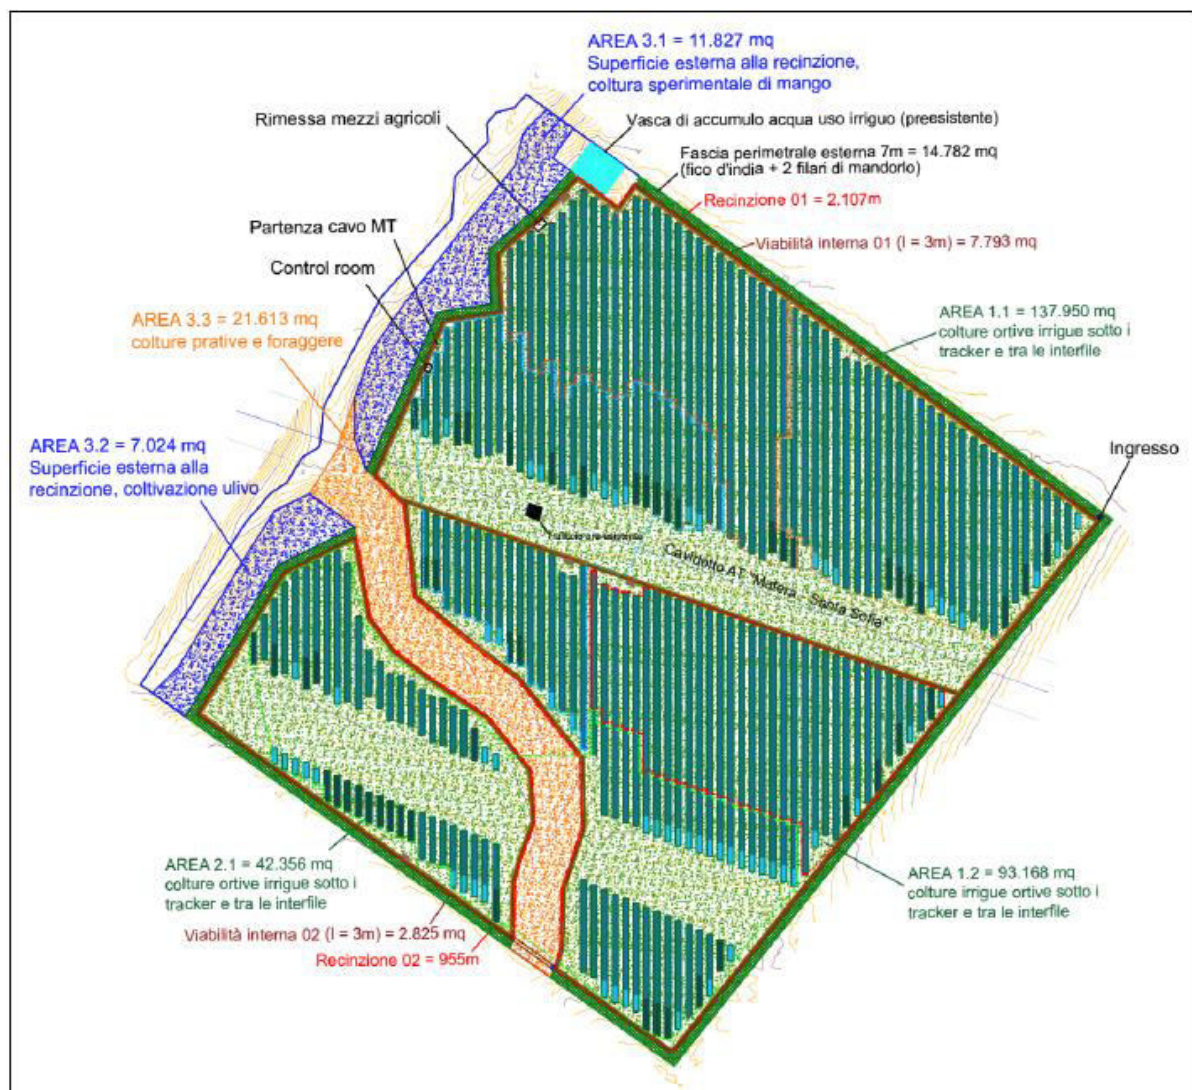 AREA 3.1 = 11.827 mq
Superficie esterna alla recinzione,
coltura sperimentale di mango
Rimessa mezzi agricoli
Vasca di accumulo acqua uso irriguo (preesistente)
Fascia perimetrale esterna 7m = 14.782 mq
(fico d'india + 2 filari di mandorlo)
Recinzione 01 = 2.107m
Partenza cavo MT
Viabilità interna 01 (l = 3m) = 7.793 mq
Control room
AREA 3.3 = 21.613 mq
colture prative e foraggere
AREA 1.1 = 137.950 mq
colture ortive irrigue sotto i
tracker e tra le interfile
AREA 3.2 = 7.024 mq
Superficie esterna alla
recinzione, coltivazione ulivo
Ingresso
Cavidotto AT "Matera - Santa Sofia"
AREA 2.1 = 42.356 mq
colture ortive irrigue sotto i
tracker e tra le interfile
AREA 1.2 = 93.168 mq
colture irrigue ortive sotto i
tracker e tra le interfile
Viabilità interna 02 (l = 3m) = 2.825 mq
Recinzione 02 = 955m